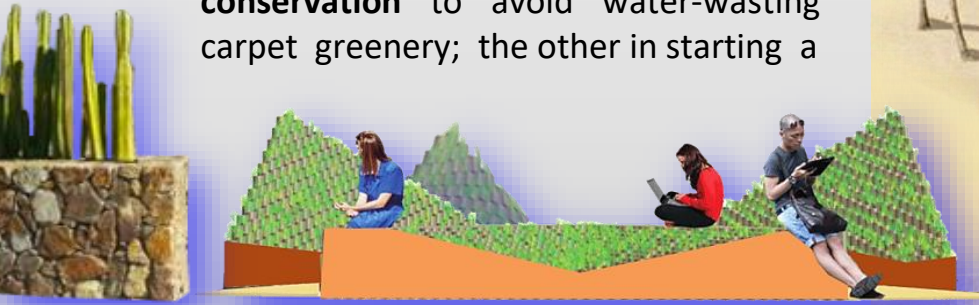 conservation to avoid water-wasting
carpet greenery; the other in starting a